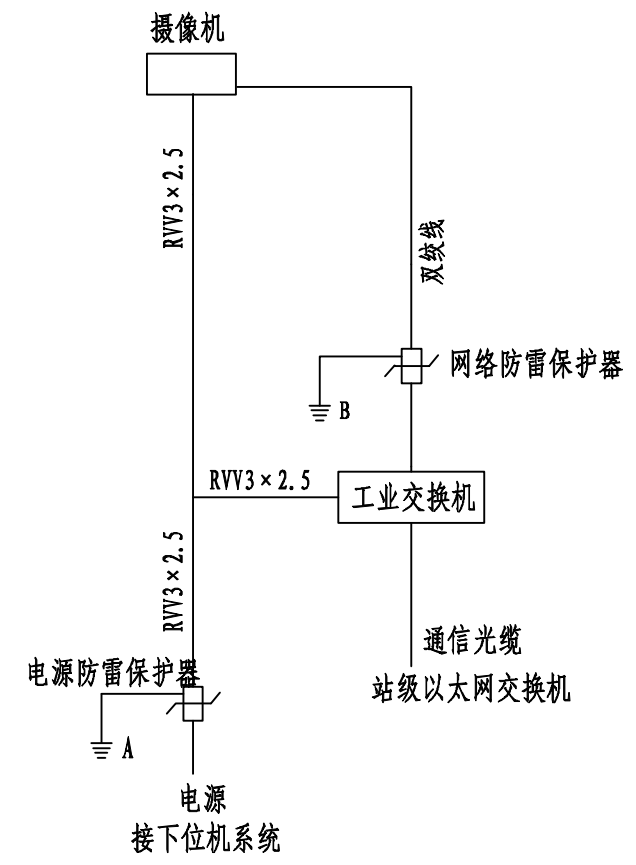 摄像机
RVV3×2.5
双绞线
网络防雷保护器
B
RVV3×2.5
工业交换机
RVV3×2.5
通信光缆
站级以太网交换机
电源防雷保护器
A
电源
接下位机系统